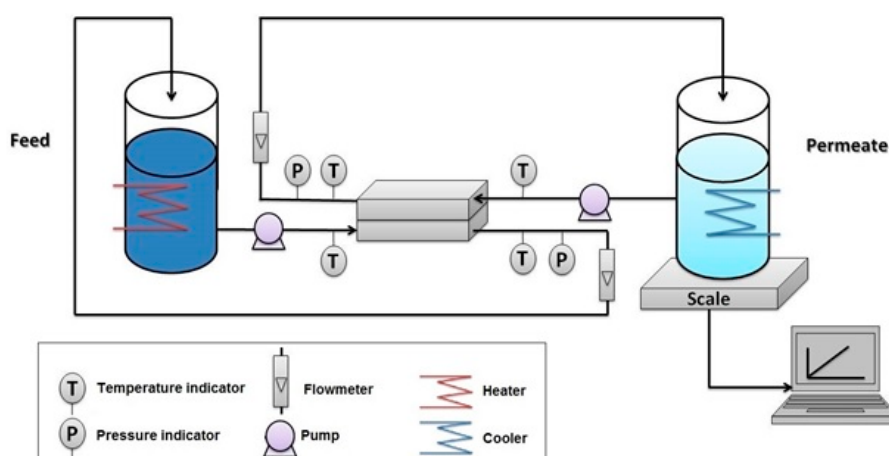 Feed
Permeate
P
T
T
T
T
P
Scale
T
Temperature indicator
Flowmeter
Heater
P
Pressure indicator
Pump
Cooler